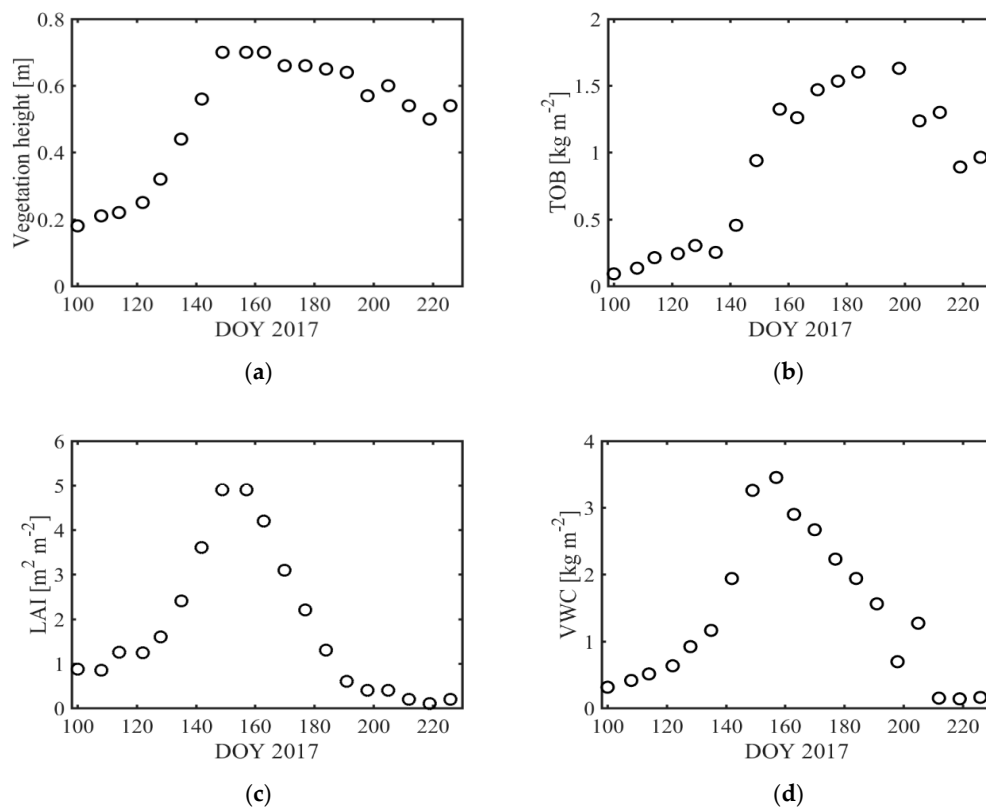 Vegetation height [m]
0.8
0.6
0.4
0.2
0
100 120 140 160 180 200 220
DOY 2017
(a)
TOB [kg m-2]
2
1.5
1
0.5
0
100 120 140 160 180 200 220
DOY 2017
(b)
LAI [m2 m-2]
6
5
4
3
2
1
0
100 120 140 160 180 200 220
DOY 2017
(c)
VWC [kg m-2]
4
3
2
1
0
100 120 140 160 180 200 220
DOY 2017
(d)